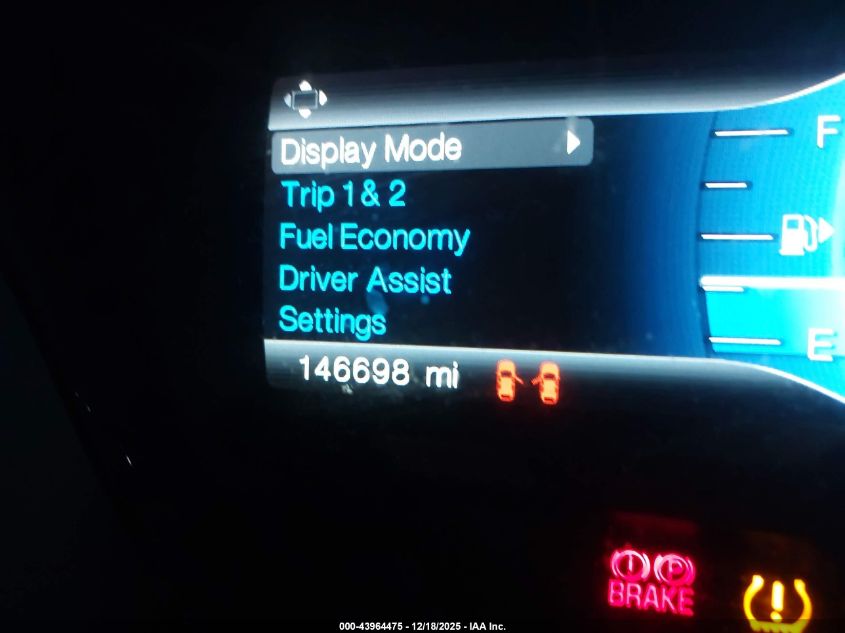 Display Mode
Trip 1 & 2
Fuel Economy
Driver Assist
Settings
146698 mi
F
E
BRAKE
000-43964475 - 12/18/2025 - IAA Inc.